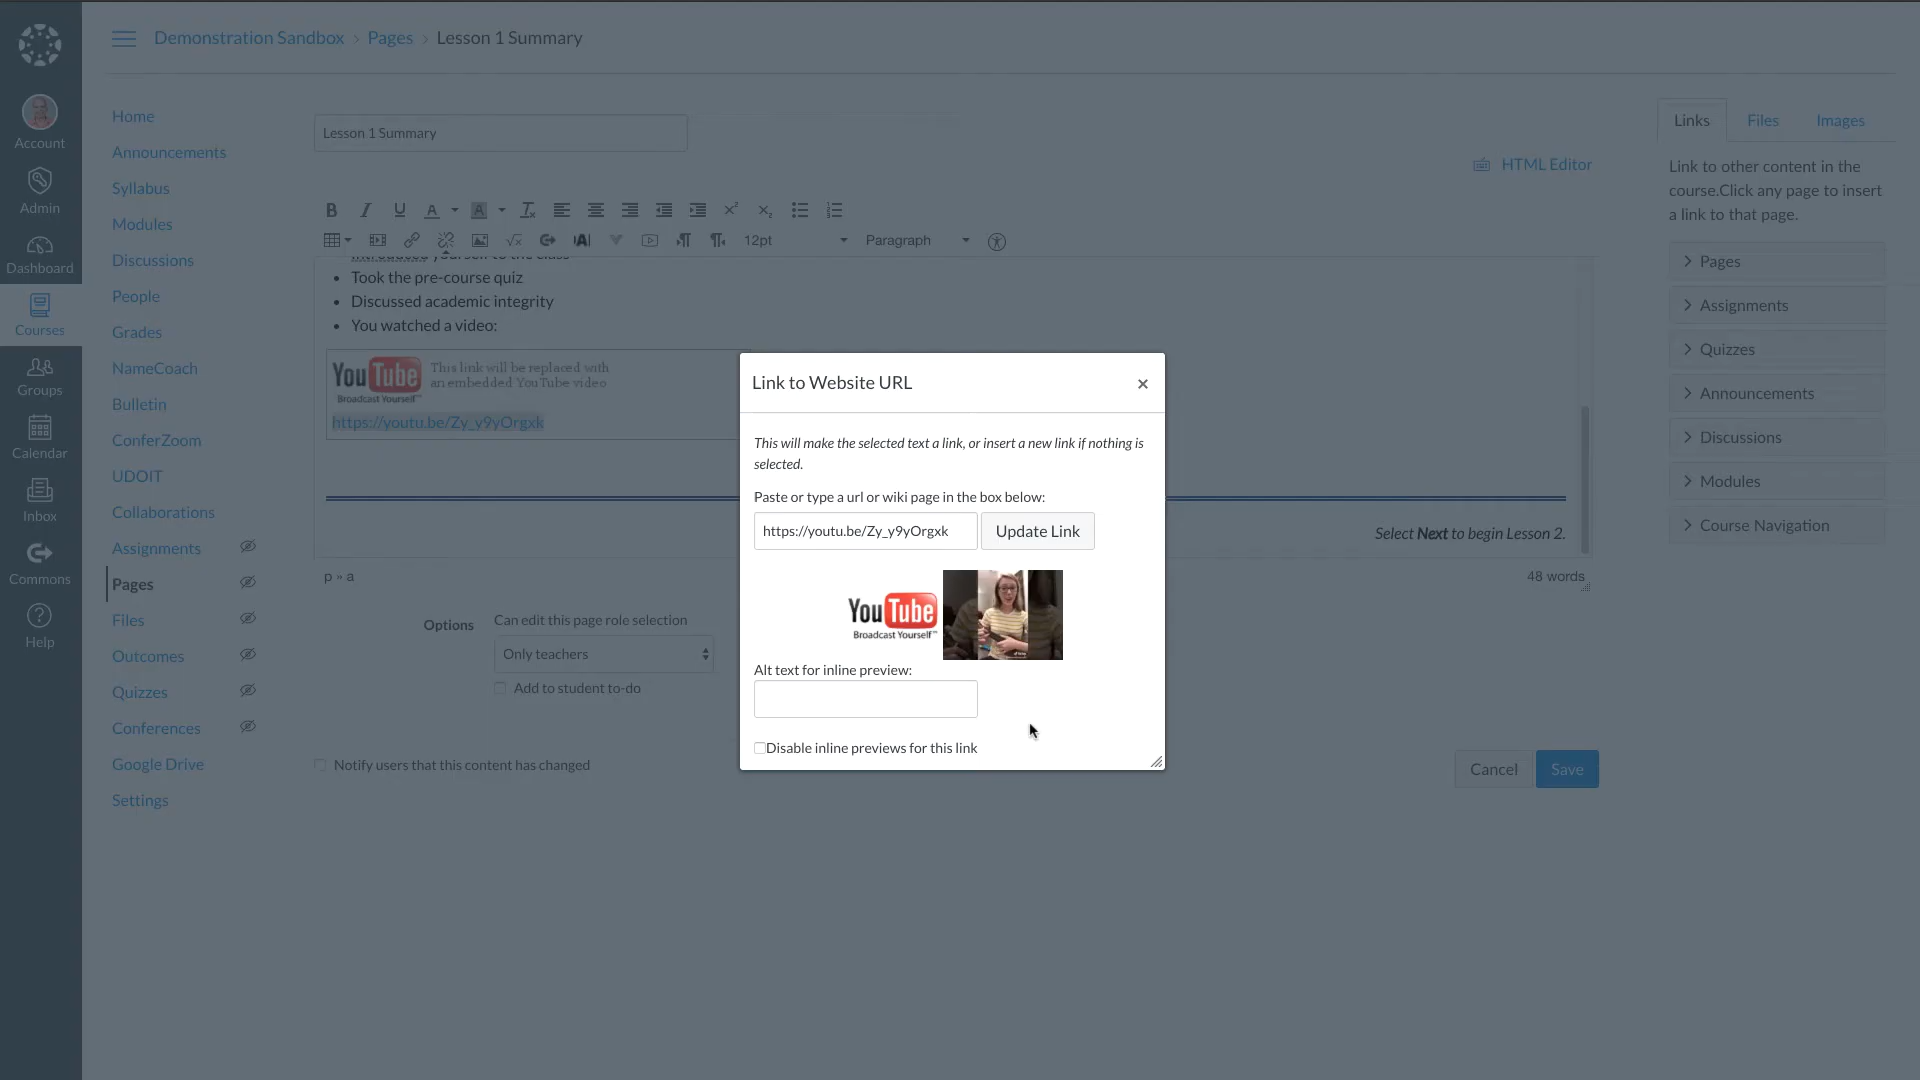 Demonstration Sandbox › Pages › Lesson 1 Summary
Account
Admin
Dashboard
Courses
Groups
Calendar
Inbox
Commons
Help
Home
Announcements
Syllabus
Modules
Discussions
People
Grades
NameCoach
Bulletin
ConferZoom
UDOIT
Collaborations
Assignments
Pages
Files
Outcomes
Quizzes
Conferences
Google Drive
Settings
Lesson 1 Summary
HTML Editor
12pt
Paragraph
Introduced yourself to the class
• Took the pre-course quiz
• Discussed academic integrity
• You watched a video:
YouTube
Broadcast Yourself™
This link will be replaced with
an embedded YouTube video
https://youtu.be/Zy_y9yOrgxk
Select Next to begin Lesson 2.
p » a
48 words
Options
Can edit this page role selection
Only teachers
Add to student to-do
Notify users that this content has changed
Cancel
Save
Link to Website URL
×
This will make the selected text a link, or insert a new link if nothing is
selected.
Paste or type a url or wiki page in the box below:
https://youtu.be/Zy_y9yOrgxk
Update Link
YouTube
Broadcast Yourself™
Alt text for inline preview:
Disable inline previews for this link
Links
Files
Images
Link to other content in the
course.Click any page to insert
a link to that page.
Pages
Assignments
Quizzes
Announcements
Discussions
Modules
Course Navigation